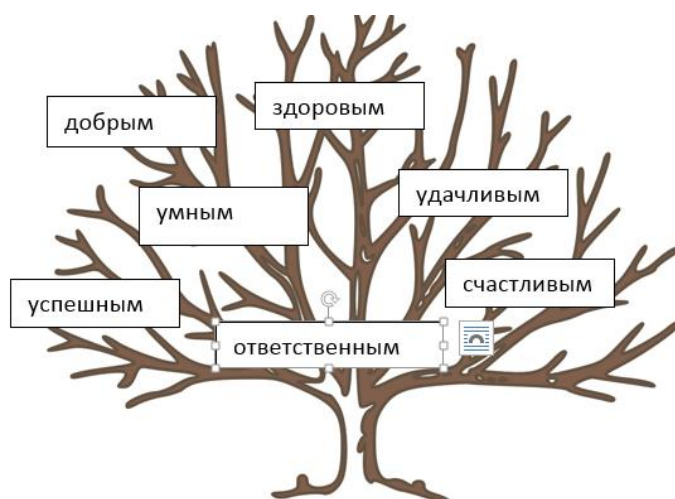 здоровым
добрым
удачливым
умным
счастливым
успешным
ответственным